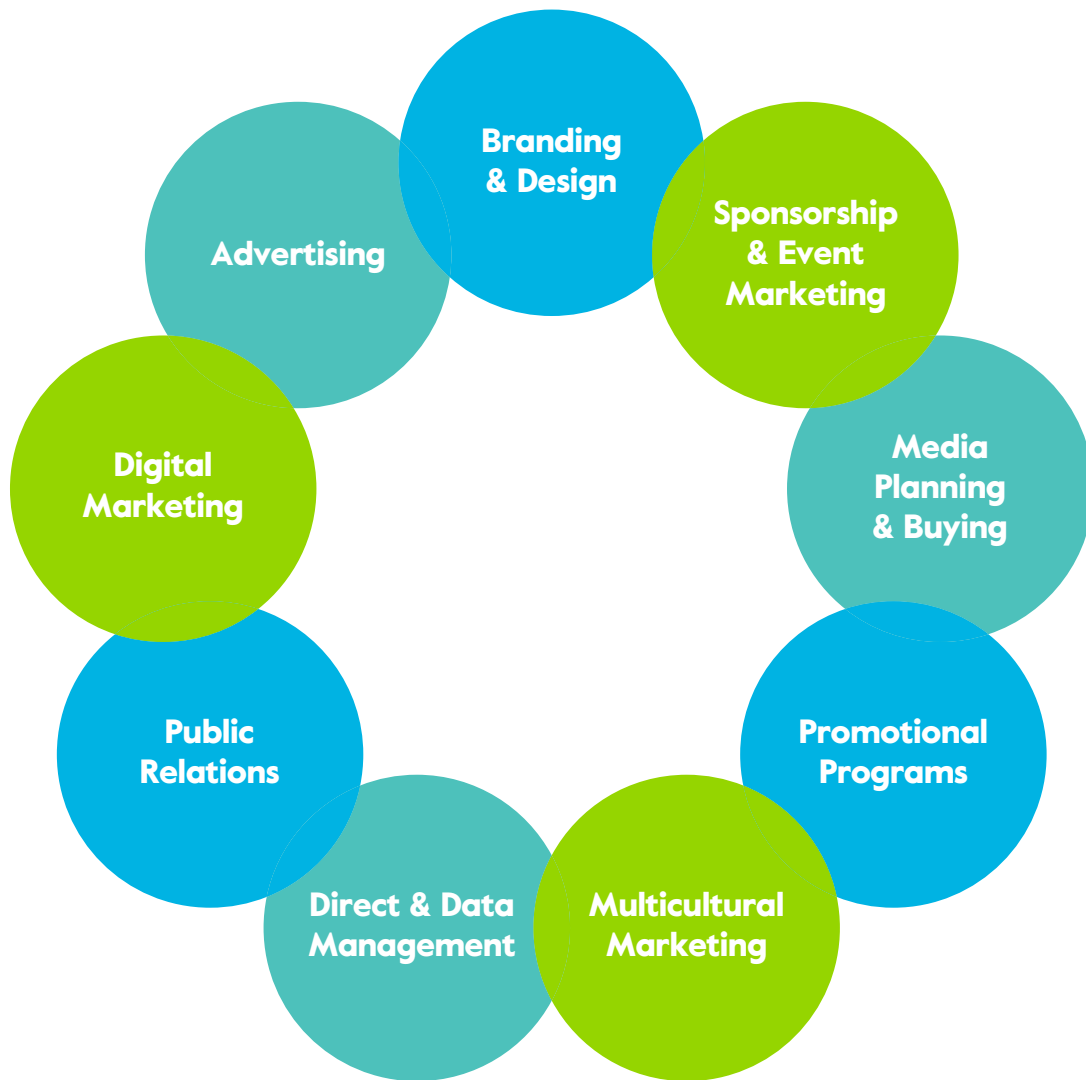 Branding
& Design
Sponsorship
& Event
Marketing
Media
Planning
& Buying
Promotional
Programs
Multicultural
Marketing
Direct & Data
Management
Public
Relations
Digital
Marketing
Advertising